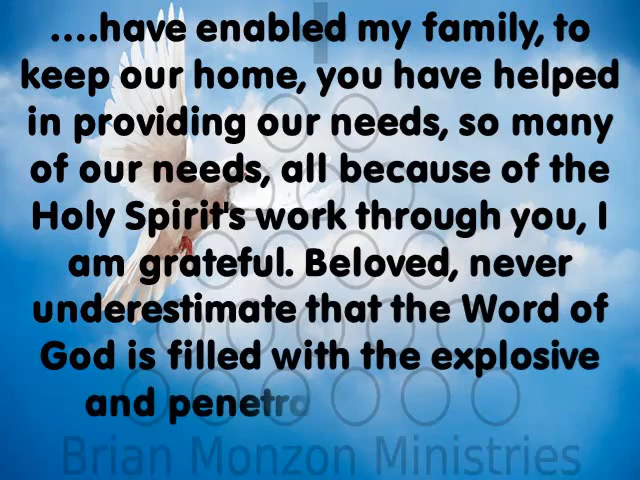 ....have enabled my family, to
keep our home, you have helped
in providing our needs, so many
of our needs, all because of the
Holy Spirit's work through you, I
am grateful. Beloved, never
underestimate that the Word of
God is filled with the explosive
and penetra
Brian Monzon Ministries